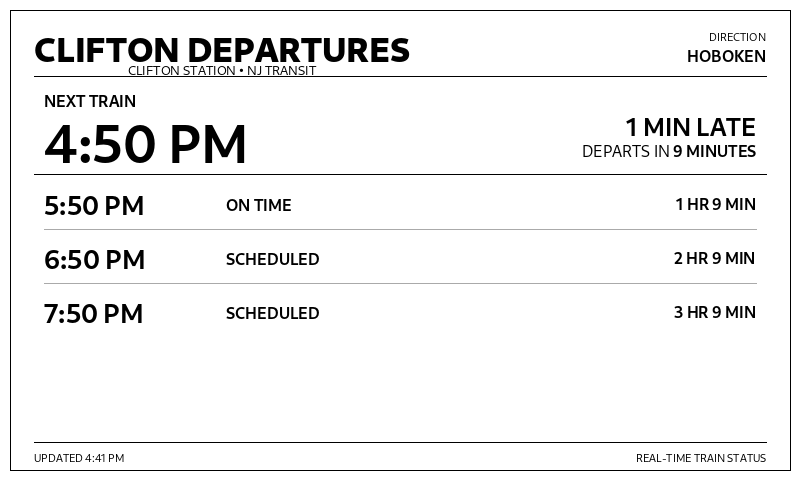 CLIFTON DEPARTURES
CLIFTON STATION • NJ TRANSIT
DIRECTION
HOBOKEN
NEXT TRAIN
4:50 PM
1 MIN LATE
DEPARTS IN 9 MINUTES
5:50 PM ON TIME 1 HR 9 MIN
6:50 PM SCHEDULED 2 HR 9 MIN
7:50 PM SCHEDULED 3 HR 9 MIN
UPDATED 4:41 PM
REAL-TIME TRAIN STATUS